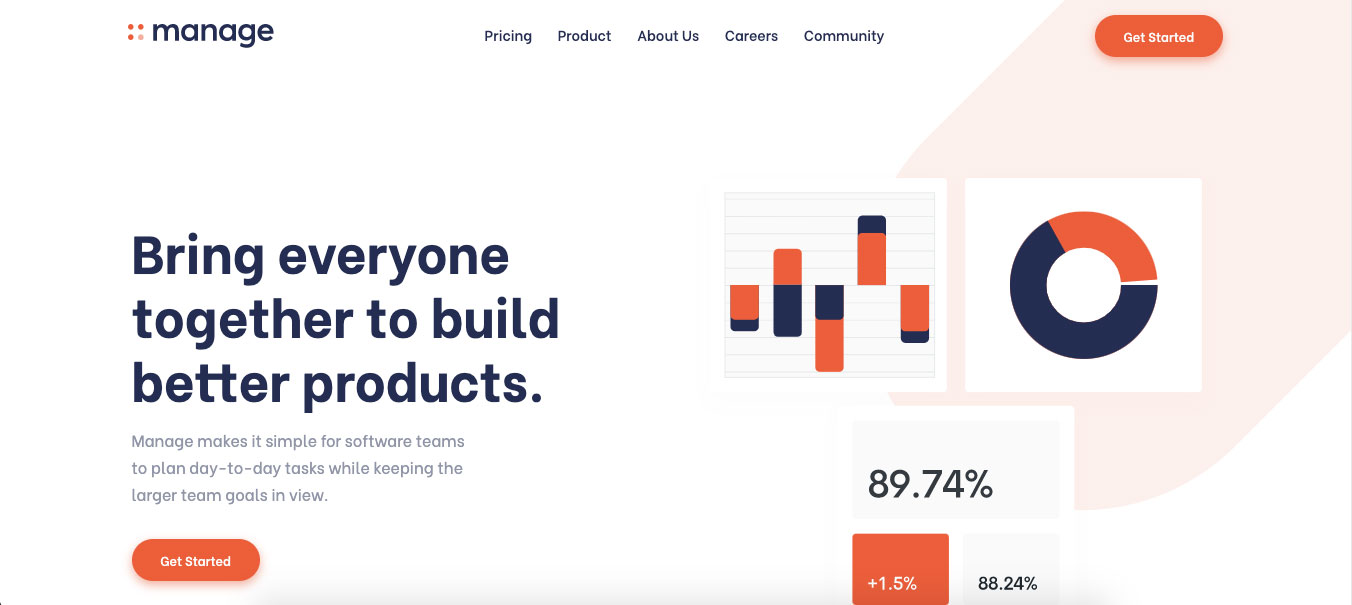 manage
Pricing Product About Us Careers Community
Get Started
Bring everyone
together to build
better products.
Manage makes it simple for software teams
to plan day-to-day tasks while keeping the
larger team goals in view.
Get Started
89.74%
+1.5% 88.24%